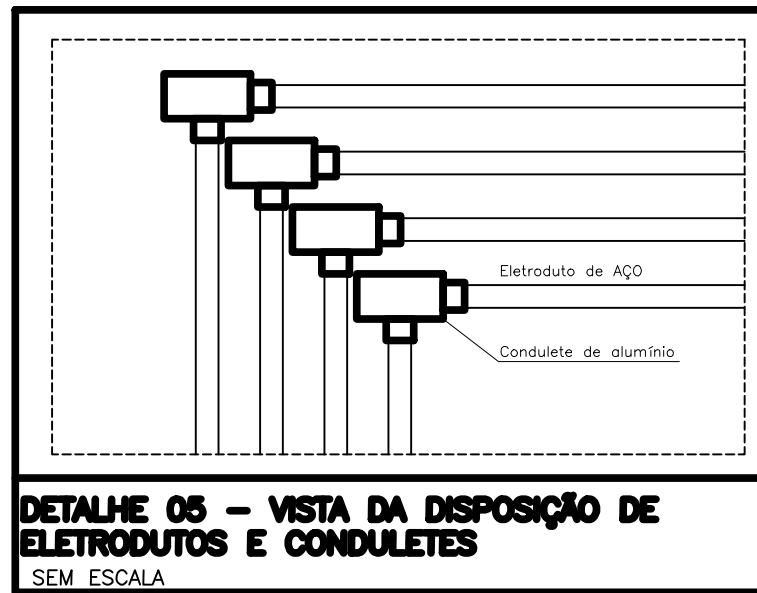 Eletroduto de AÇO
Condulete de alumínio
DETALHE 05 – VISTA DA DISPOSIÇÃO DE
ELETRODUTOS E CONDULETES
SEM ESCALA